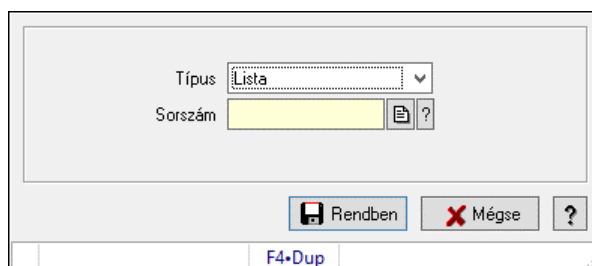 Típus Lista
Sorszám ?
Rendben Mégse ?
F4•Dup